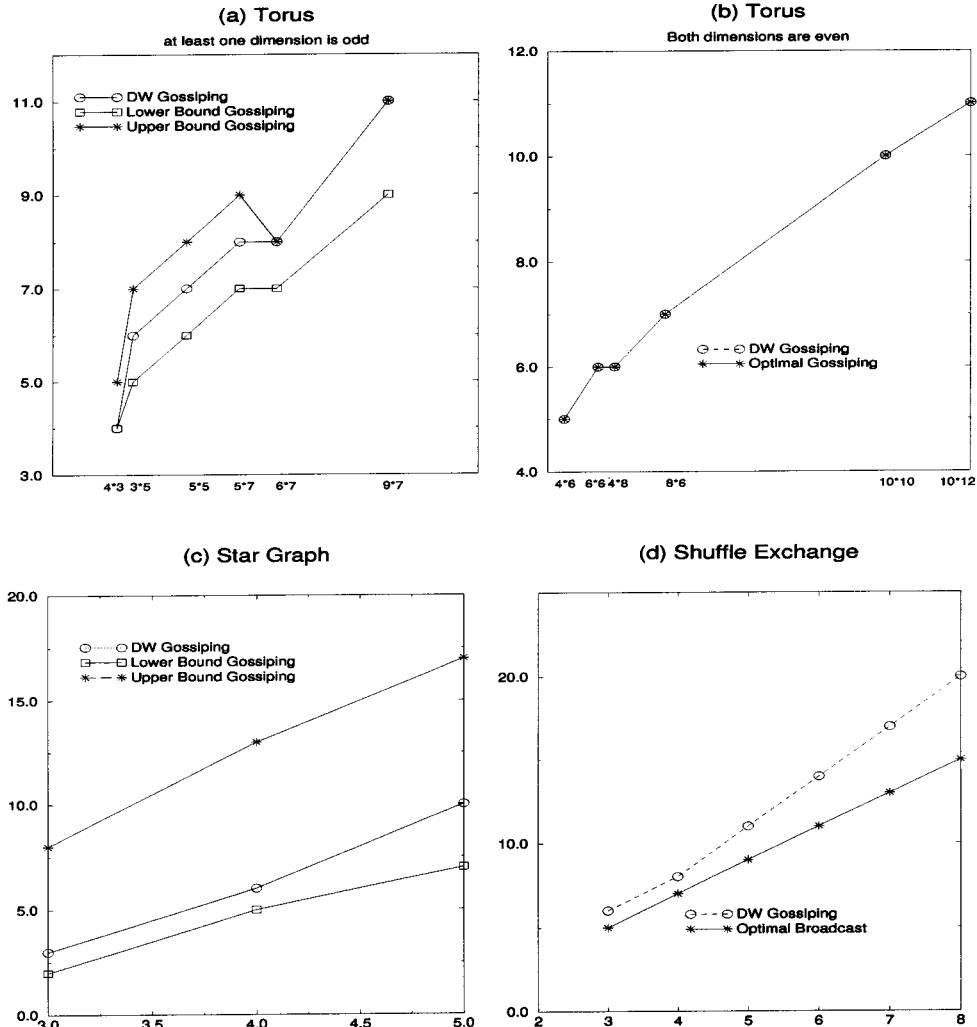 (a) Torus
at least one dimension is odd
11.0
9.0
7.0
5.0
3.0
DW Gossiping
Lower Bound Gossiping
Upper Bound Gossiping
4*3 3*5 5*5 5*7 6*7 9*7
(b) Torus
Both dimensions are even
12.0
10.0
8.0
6.0
4.0
DW Gossiping
Optimal Gossiping
4*6 6*6 4*8 8*6 10*10 10*12
(c) Star Graph
20.0
15.0
10.0
5.0
0.0
DW Gossiping
Lower Bound Gossiping
Upper Bound Gossiping
3.0 3.5 4.0 4.5 5.0
(d) Shuffle Exchange
20.0
10.0
0.0
DW Gossiping
Optimal Broadcast
2 3 4 5 6 7 8